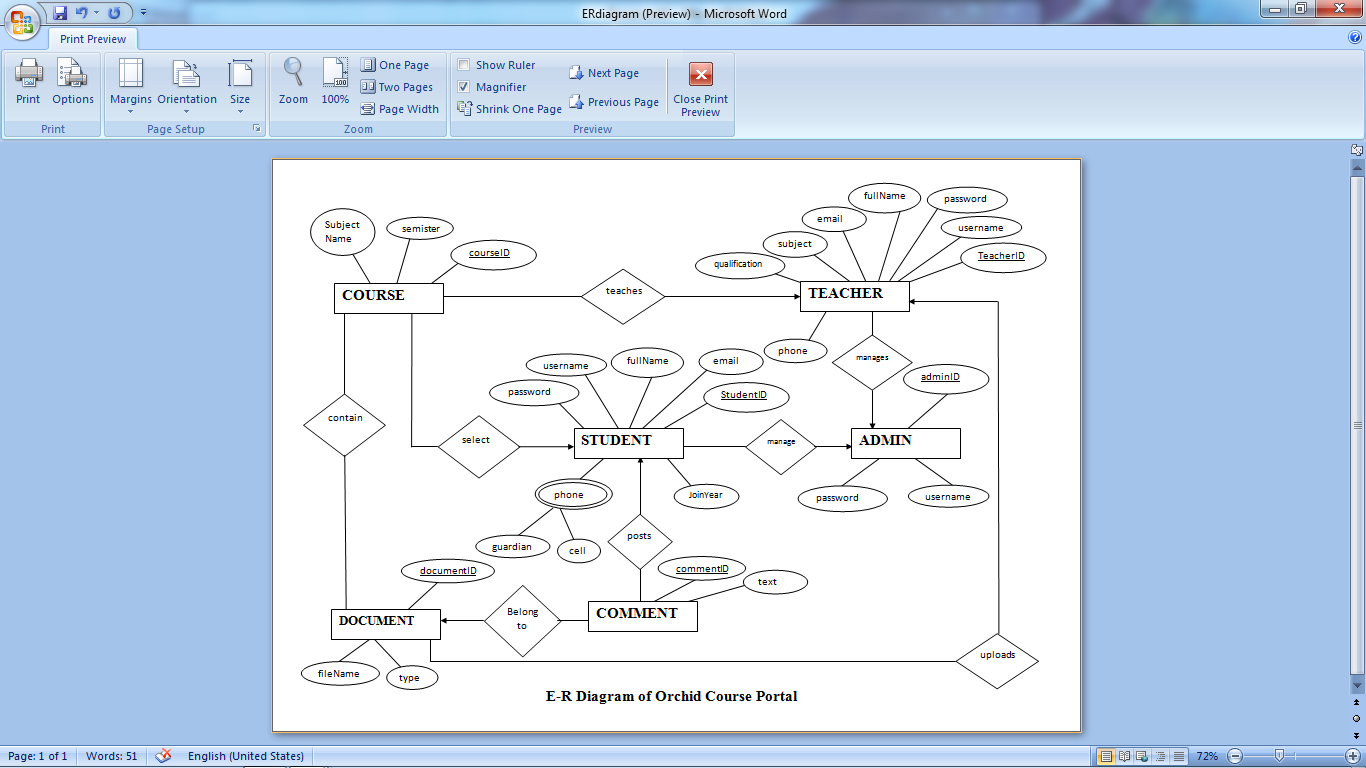 ERdiagram (Preview) - Microsoft Word
Print Preview
Print
Options
Margins
Orientation
Size
Zoom
100%
One Page
Two Pages
Page Width
Show Ruler
Magnifier
Shrink One Page
Next Page
Previous Page
Close Print
Preview
Print
Page Setup
Zoom
Preview
fullName
password
email
username
Subject
Name
semister
subject
courseID
TeacherID
qualification
COURSE
teaches
TEACHER
phone
manages
username
fullName
email
adminID
password
StudentID
contain
select
STUDENT
manage
ADMIN
phone
JoinYear
password
username
guardian
cell
posts
documentID
commentID
text
DOCUMENT
Belong
to
COMMENT
uploads
fileName
type
E-R Diagram of Orchid Course Portal
Page: 1 of 1
Words: 51
English (United States)
72%